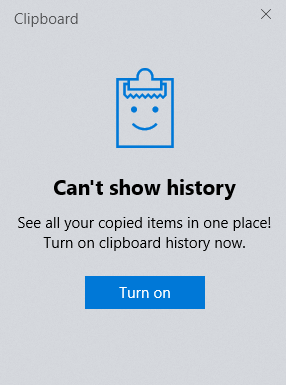 Clipboard
Can't show history
See all your copied items in one place!
Turn on clipboard history now.
Turn on